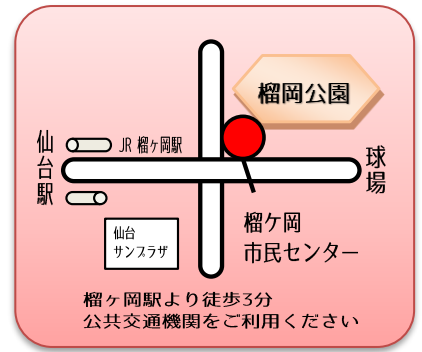 榴岡公園
仙台駅
JR 榴ヶ岡駅
球場
榴ケ岡
市民センター
仙台
サンプラザ
榴ヶ岡駅より徒歩3分
公共交通機関をご利用ください